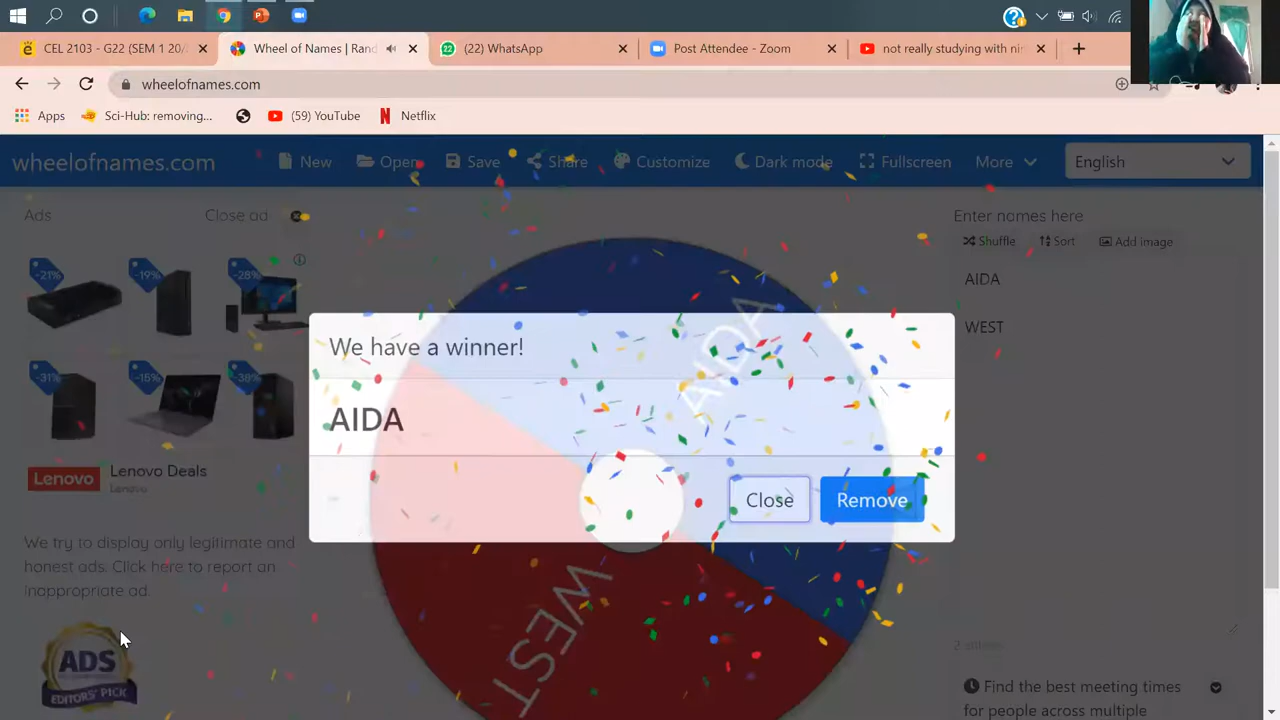 CEL 2103 - G22 (SEM 1 20/
Wheel of Names | Ran
(22) WhatsApp
Post Attendee - Zoom
not really studying with ni
wheelofnames.com
Apps
Sci-Hub: removing...
(59) YouTube
Netflix
wheelofnames.com
New
Open
Save
Share
Customize
Dark mode
Fullscreen
More
English
Ads
Close ad
Enter names here
Shuffle
Sort
Add image
-21%
-19%
-28%
AIDA
WEST
-31%
-15%
-38%
AIDA
We have a winner!
AIDA
Close
Remove
Lenovo
Lenovo Deals
Lenovo
We try to display only legitimate and
honest ads. Click here to report an
inappropriate ad.
WEST
ADS
EDITORS' PICK
2 entries
Find the best meeting times
for people across multiple